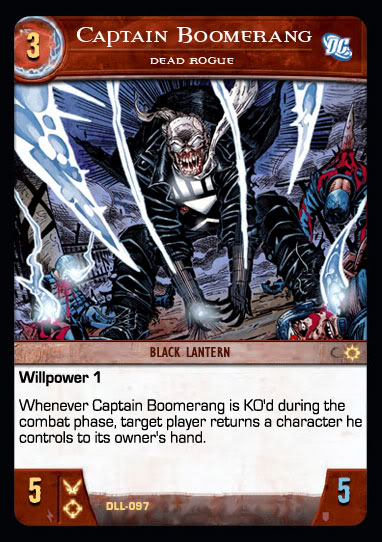 3
Captain Boomerang
DC
Dead Rogue
BLACK LANTERN
C
Willpower 1
Whenever Captain Boomerang is KO'd during the
combat phase, target player returns a character he
controls to its owner's hand.
5
DLL-097
5